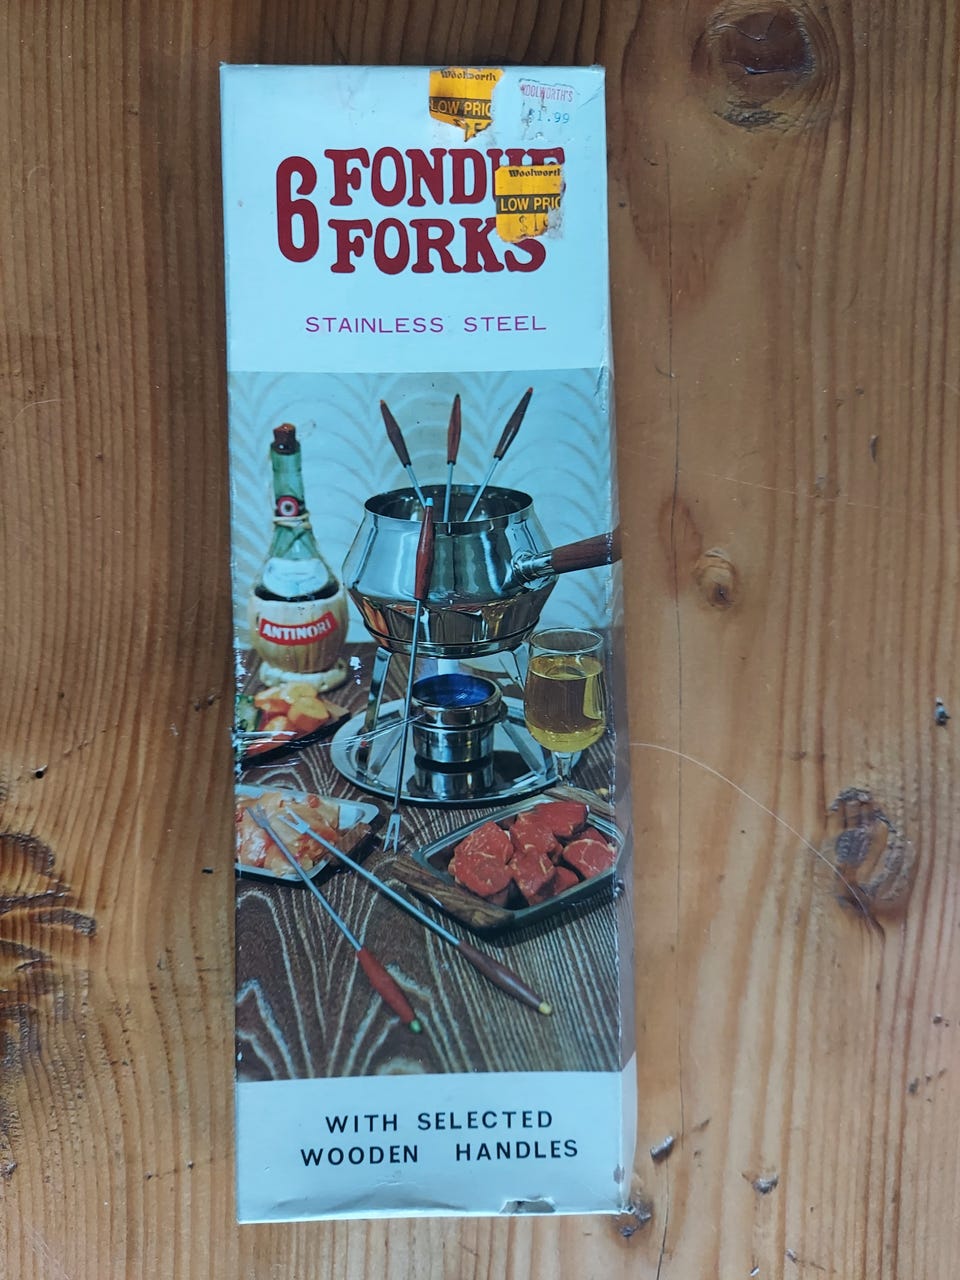 Woolworth
LOW PRIC
WOOLWORTH'S
$1.99
6 FONDUE
FORKS
Woolworth
LOW PRIC
STAINLESS STEEL
ANTINORI
WITH SELECTED
WOODEN HANDLES